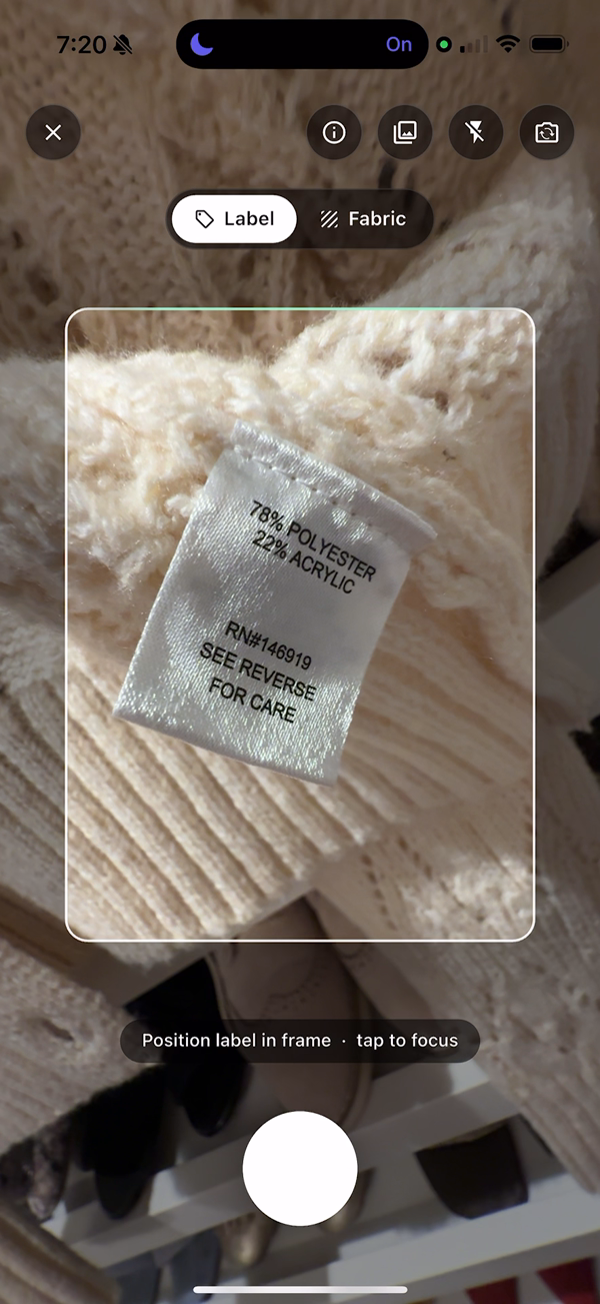 7:20
On
Label
Fabric
78% POLYESTER
22% ACRYLIC
RN#146919
SEE REVERSE
FOR CARE
Position label in frame · tap to focus